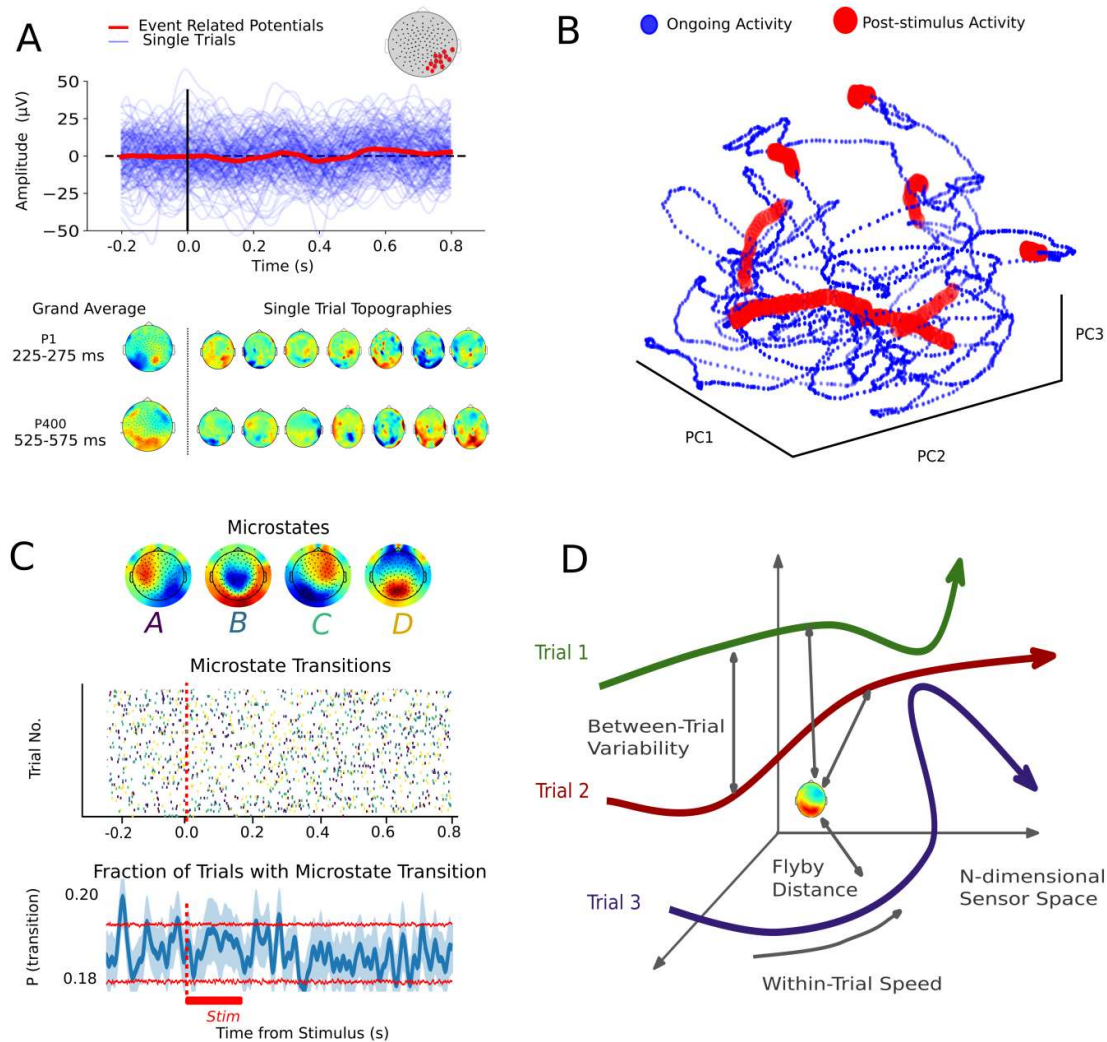 A
Event Related Potentials
Single Trials
50
25
0
−25
−50
Amplitude (µV)
-0.2 0.0 0.2 0.4 0.6 0.8
Time (s)
Grand Average
Single Trial Topographies
P1
225-275 ms
P400
525-575 ms
B
Ongoing Activity
Post-stimulus Activity
PC1
PC2
PC3
C
Microstates
A B C D
Microstate Transitions
Trial No.
-0.2 0.0 0.2 0.4 0.6 0.8
Fraction of Trials with Microstate Transition
0.20
0.18
P (transition)
Stim
Time from Stimulus (s)
D
Trial 1
Between-Trial
Variability
Trial 2
Flyby
Distance
N-dimensional
Sensor Space
Trial 3
Within-Trial Speed